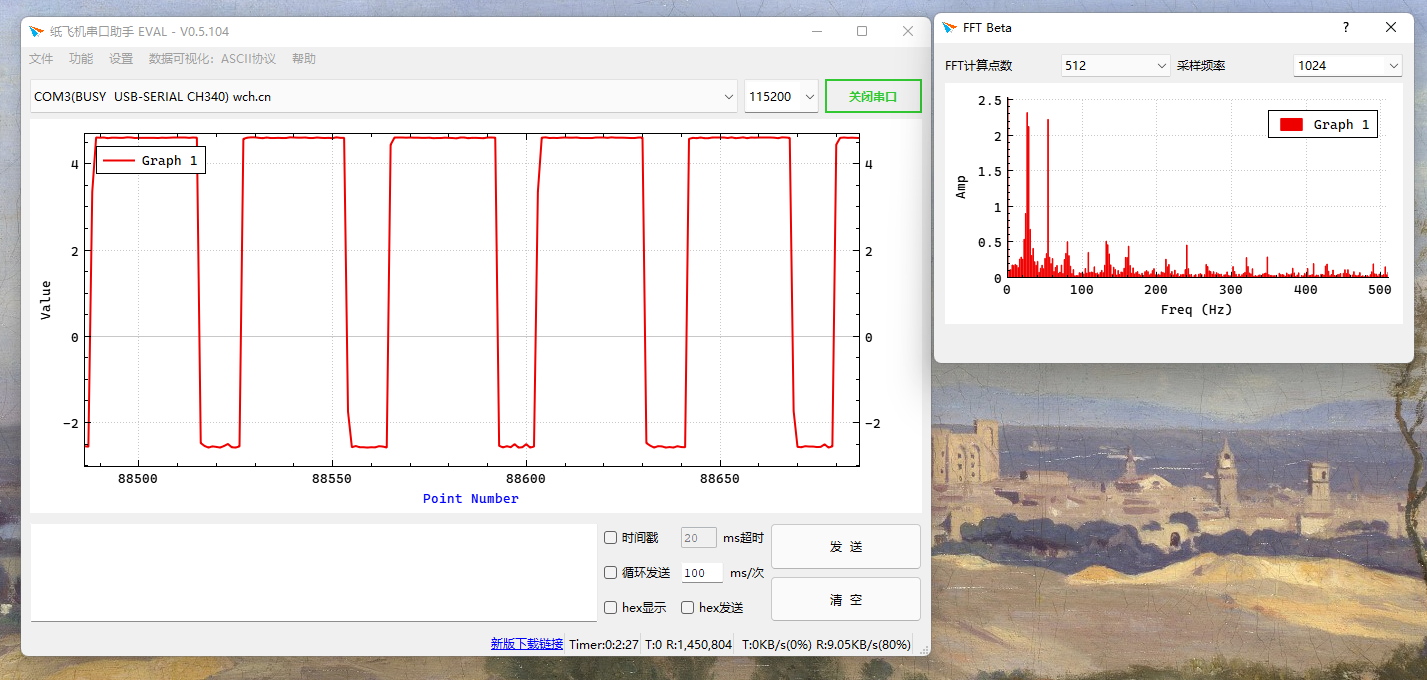 纸飞机串口助手 EVAL - V0.5.104
文件 功能 设置 数据可视化: ASCII协议 帮助
COM3(BUSY USB-SERIAL CH340) wch.cn 115200 关闭串口
Graph 1
4
2
0
-2
4
2
0
-2
Value
88500 88550 88600 88650
Point Number
时间戳 20 ms超时
循环发送 100 ms/次
hex显示 hex发送
发 送
清 空
新版下载链接 Timer:0:2:27 T:0 R:1,450,804 T:0KB/s(0%) R:9.05KB/s(80%)
FFT Beta ?
FFT计算点数 512 采样频率 1024
Graph 1
2.5
2
1.5
1
0.5
0
Amp
0 100 200 300 400 500
Freq (Hz)